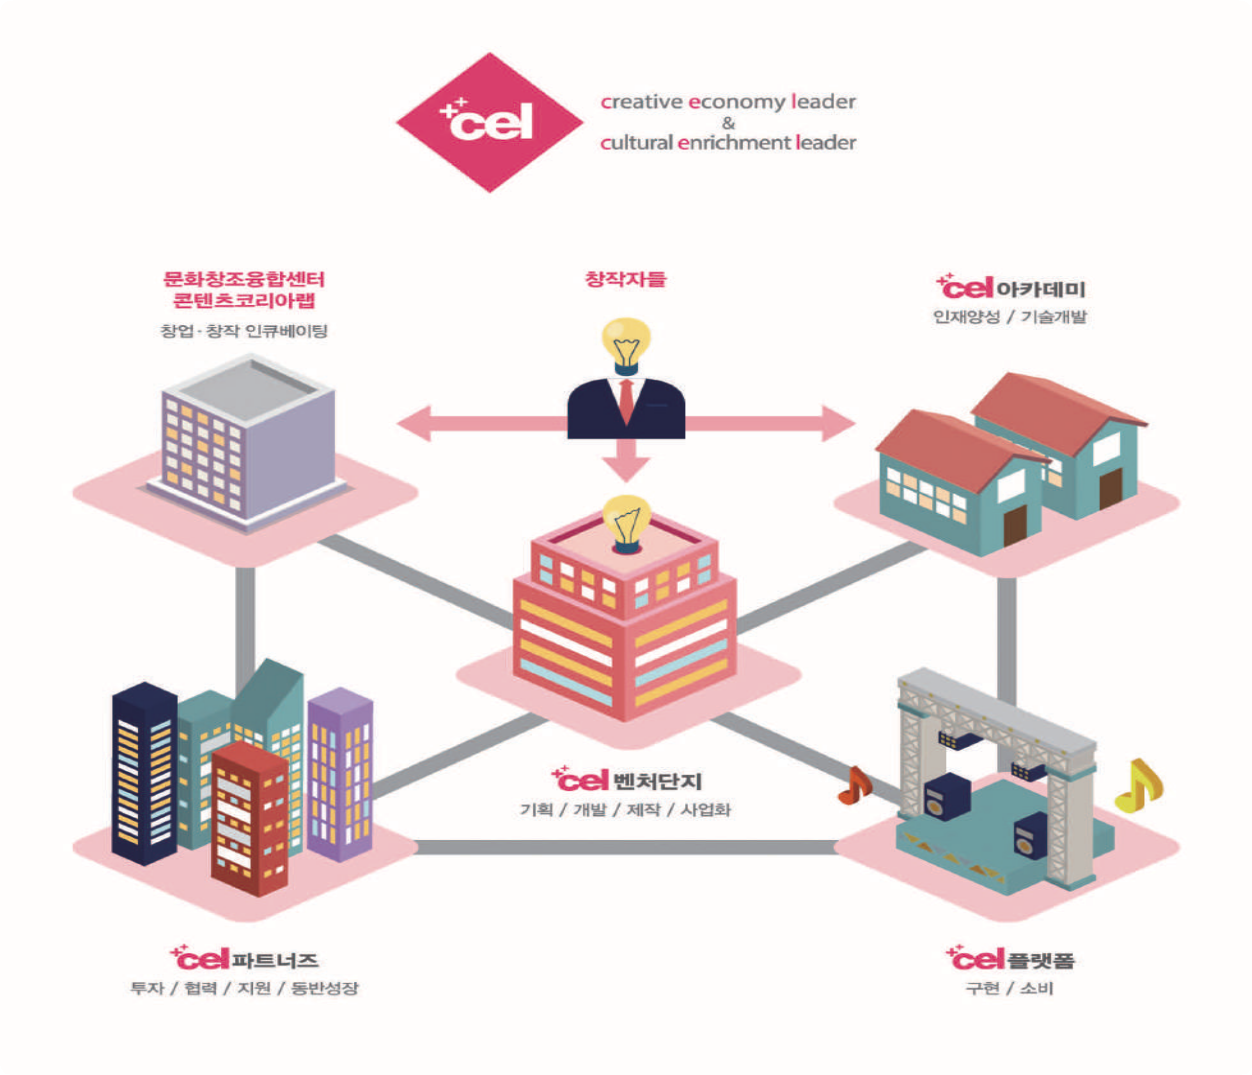 ++cel
creative economy leader
&
cultural enrichment leader
문화창조융합센터
콘텐츠코리아랩
창업·창작 인큐베이팅
창작자들
++cel 아카데미
인재양성 / 기술개발
++cel 벤처단지
기획 / 개발 / 제작 / 사업화
++cel 파트너즈
투자 / 협력 / 지원 / 동반성장
++cel 플랫폼
구현 / 소비